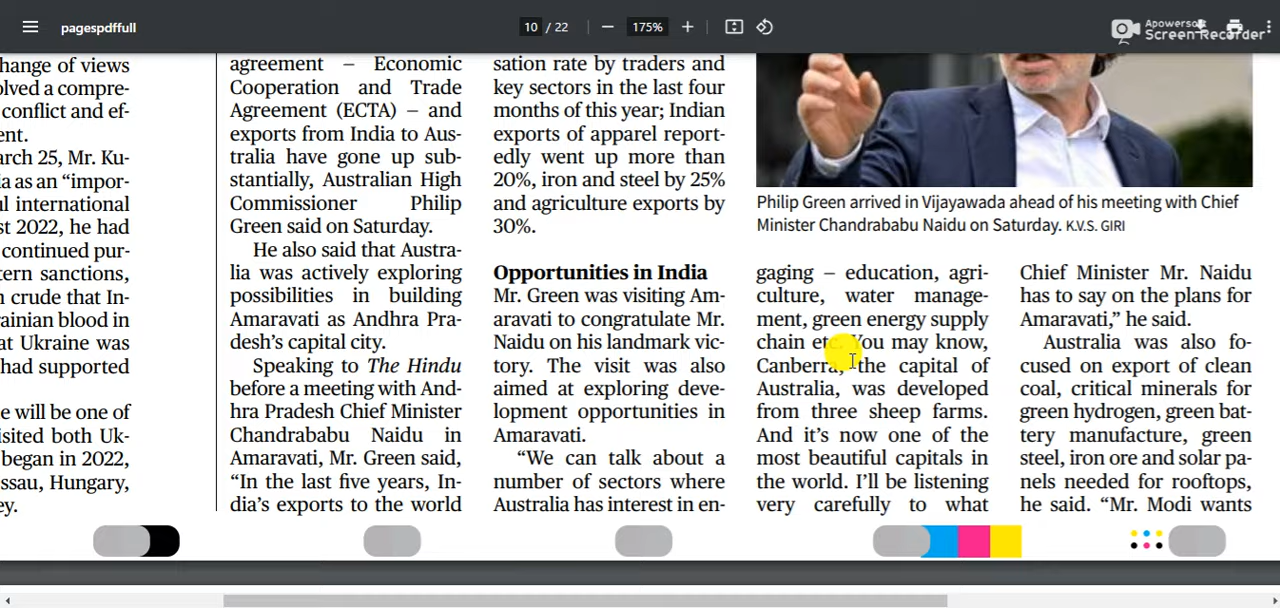 pagespdffull
10 / 22
175%
Apowersoft
Screen Recorder
hange of views
olved a compre-
conflict and ef-
ent.
arch 25, Mr. Ku-
ia as an “impor-
ul international
st 2022, he had
continued pur-
tern sanctions,
n crude that In-
rainian blood in
at Ukraine was
had supported
e will be one of
isited both Uk-
began in 2022,
ssau, Hungary,
ey.
agreement – Economic
Cooperation and Trade
Agreement (ECTA) – and
exports from India to Aus-
tralia have gone up sub-
stantially, Australian High
Commissioner Philip
Green said on Saturday.
He also said that Austra-
lia was actively exploring
possibilities in building
Amaravati as Andhra Pra-
desh’s capital city.
Speaking to The Hindu
before a meeting with And-
hra Pradesh Chief Minister
Chandrababu Naidu in
Amaravati, Mr. Green said,
“In the last five years, In-
dia’s exports to the world
sation rate by traders and
key sectors in the last four
months of this year; Indian
exports of apparel report-
edly went up more than
20%, iron and steel by 25%
and agriculture exports by
30%.
Opportunities in India
Mr. Green was visiting Am-
aravati to congratulate Mr.
Naidu on his landmark vic-
tory. The visit was also
aimed at exploring deve-
lopment opportunities in
Amaravati.
“We can talk about a
number of sectors where
Australia has interest in en-
Philip Green arrived in Vijayawada ahead of his meeting with Chief
Minister Chandrababu Naidu on Saturday. K.V.S. GIRI
gaging – education, agri-
culture, water manage-
ment, green energy supply
chain etc. You may know,
Canberra, the capital of
Australia, was developed
from three sheep farms.
And it’s now one of the
most beautiful capitals in
the world. I’ll be listening
very carefully to what
Chief Minister Mr. Naidu
has to say on the plans for
Amaravati,” he said.
Australia was also fo-
cused on export of clean
coal, critical minerals for
green hydrogen, green bat-
tery manufacture, green
steel, iron ore and solar pa-
nels needed for rooftops,
he said. “Mr. Modi wants